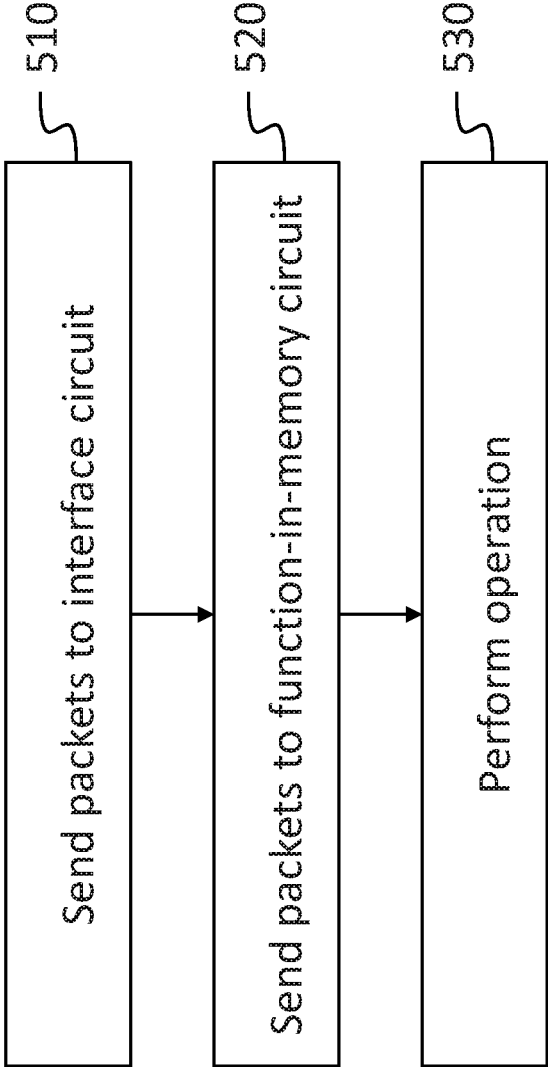 Send packets to interface circuit
510
Send packets to function-in-memory circuit
520
Perform operation
530